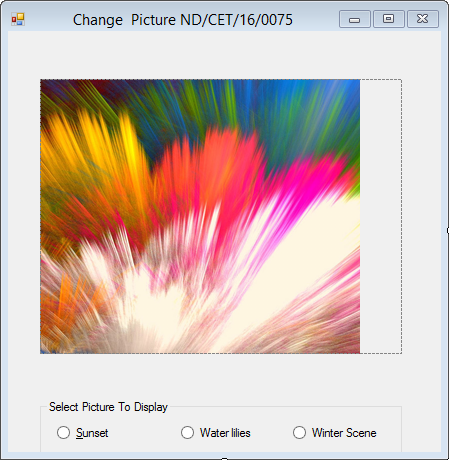 Change  Picture ND/CET/16/0075
Select Picture To Display
Sunset
Water lilies
Winter Scene